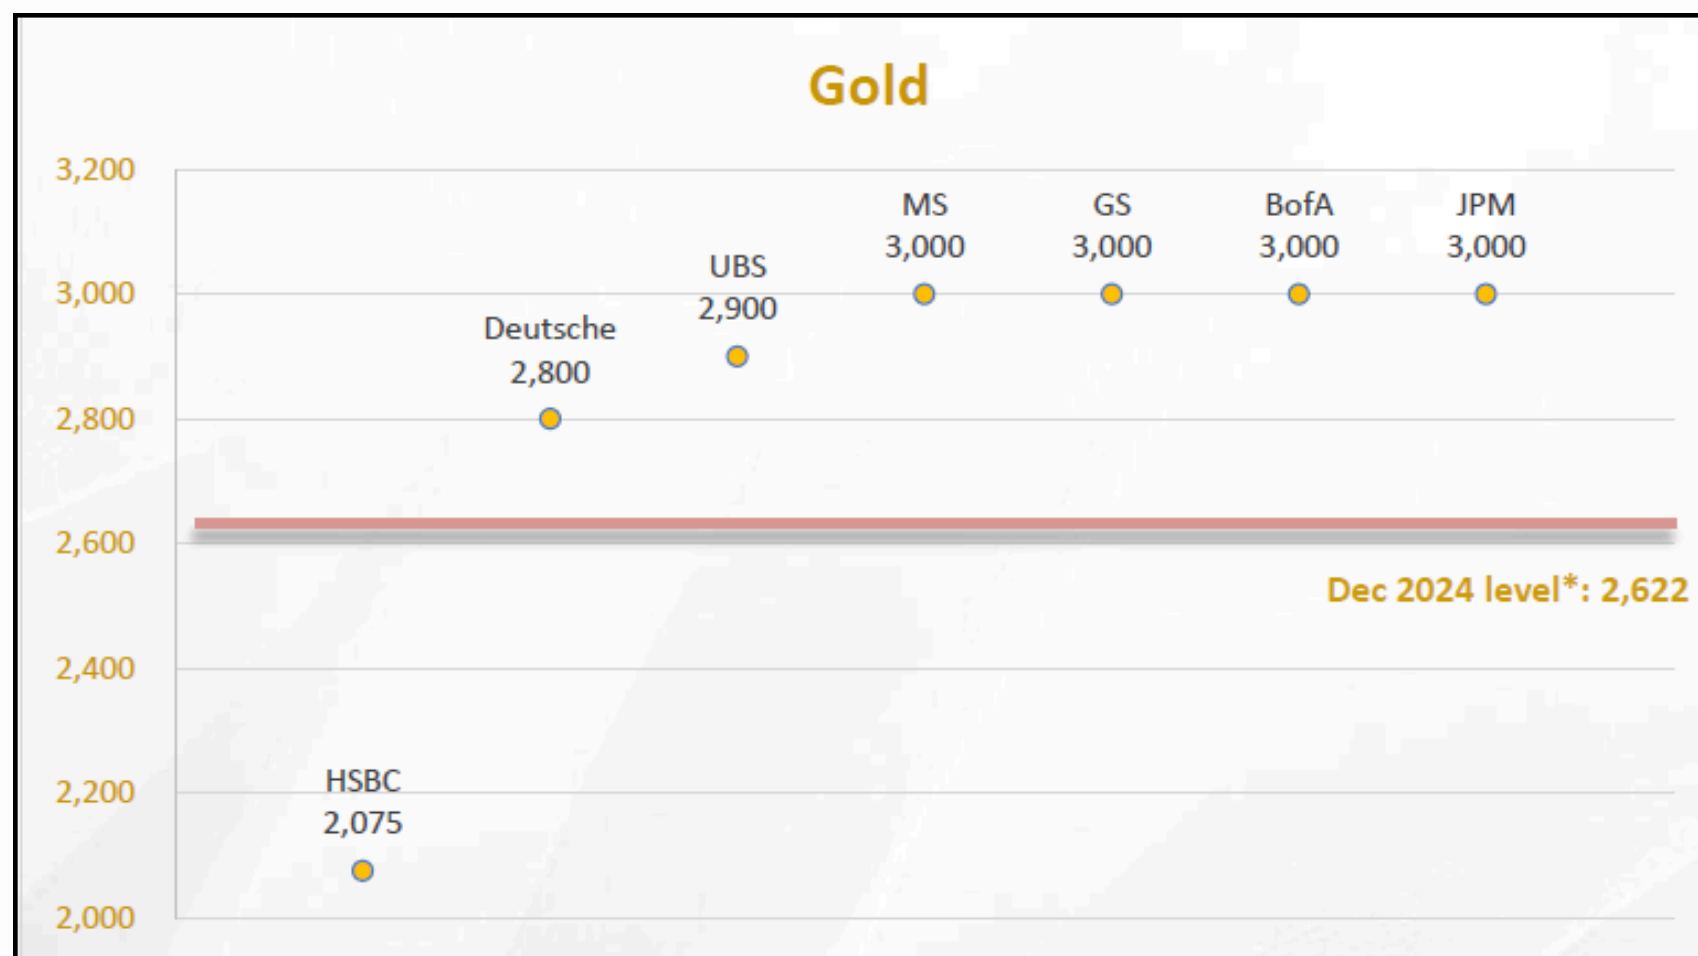 Gold
3,200
3,000
2,800
2,600
2,400
2,200
2,000
HSBC
2,075
Deutsche
2,800
UBS
2,900
MS
3,000
GS
3,000
BofA
3,000
JPM
3,000
Dec 2024 level*: 2,622